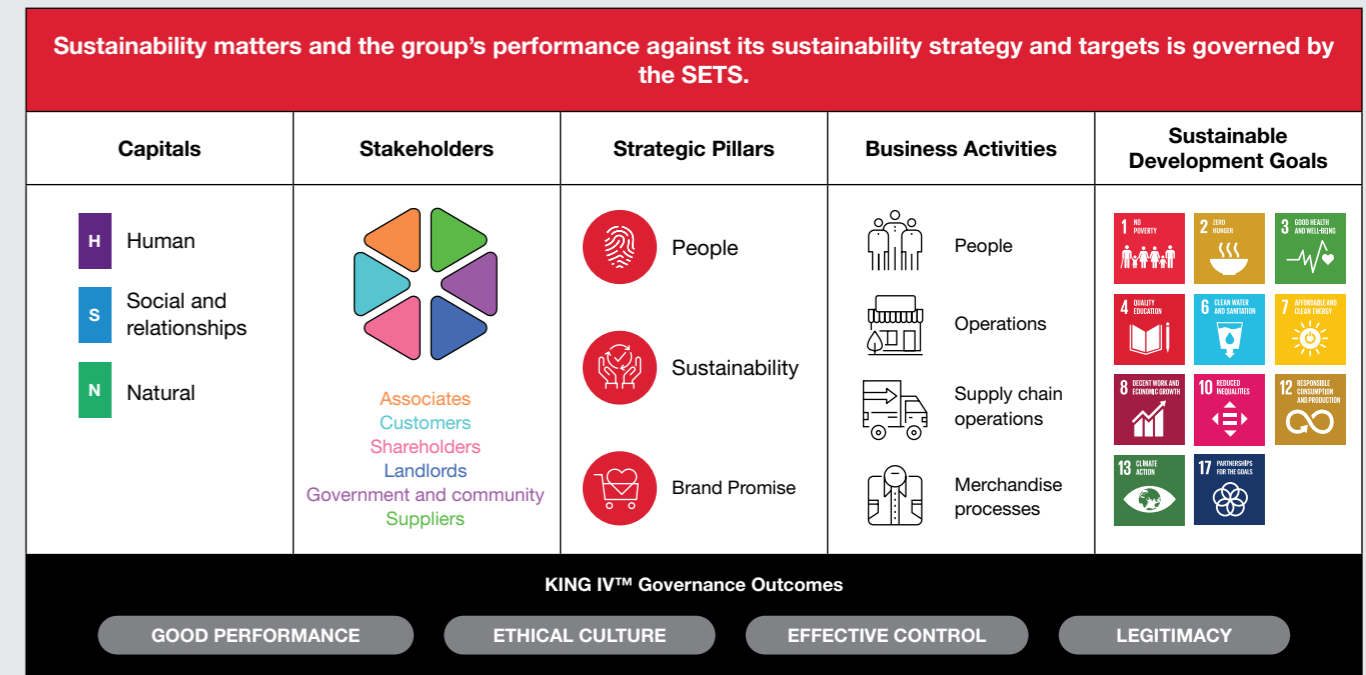 Sustainability matters and the group’s performance against its sustainability strategy and targets is governed by
the SETS.
Capitals
Stakeholders
Strategic Pillars
Business Activities
Sustainable
Development Goals
H
Human
S
Social and
relationships
N
Natural
Associates
Customers
Shareholders
Landlords
Government and community
Suppliers
People
Sustainability
Brand Promise
People
Operations
Supply chain
operations
Merchandise
processes
1 NO
POVERTY
2 ZERO
HUNGER
3 GOOD HEALTH
AND WELL-BEING
4 QUALITY
EDUCATION
6 CLEAN WATER
AND SANITATION
7 AFFORDABLE AND
CLEAN ENERGY
8 DECENT WORK AND
ECONOMIC GROWTH
10 REDUCED
INEQUALITIES
12 RESPONSIBLE
CONSUMPTION
AND PRODUCTION
13 CLIMATE
ACTION
17 PARTNERSHIPS
FOR THE GOALS
KING IV™ Governance Outcomes
GOOD PERFORMANCE
ETHICAL CULTURE
EFFECTIVE CONTROL
LEGITIMACY